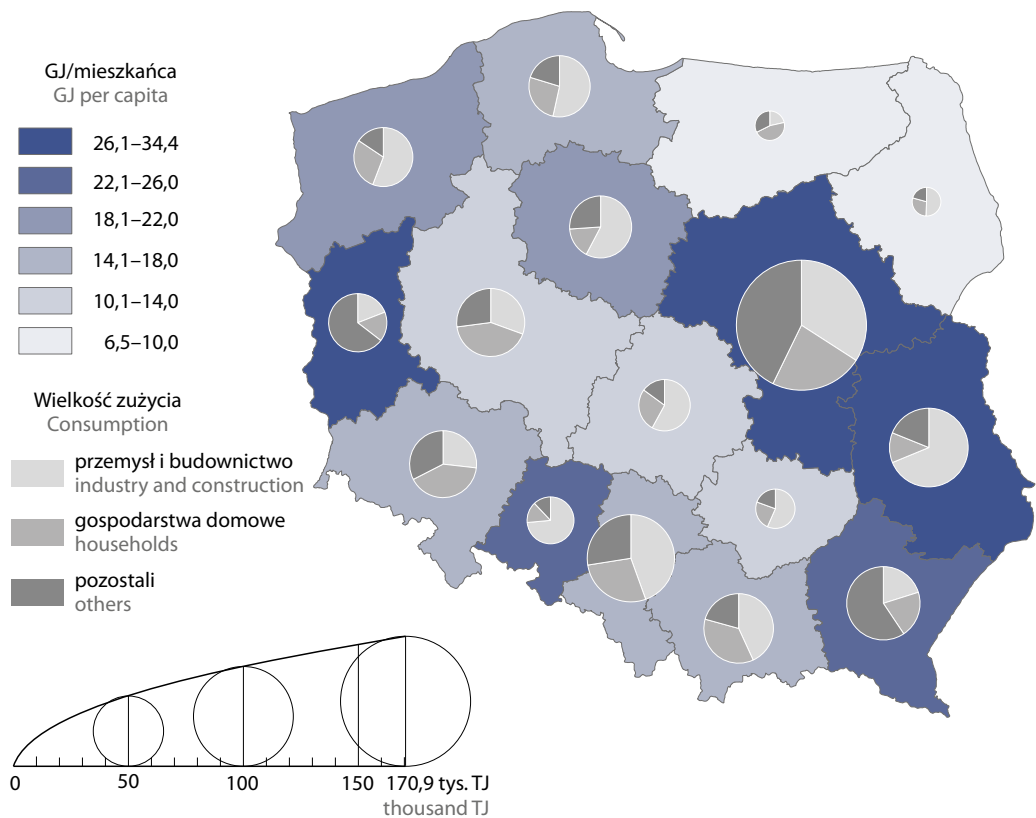 GJ/mieszkańca
GJ per capita
26,1–34,4
22,1–26,0
18,1–22,0
14,1–18,0
10,1–14,0
6,5–10,0
Wielkość zużycia
Consumption
przemysł i budownictwo
industry and construction
gospodarstwa domowe
households
pozostali
others
0 50 100 150 170,9 tys. TJ
thousand TJ